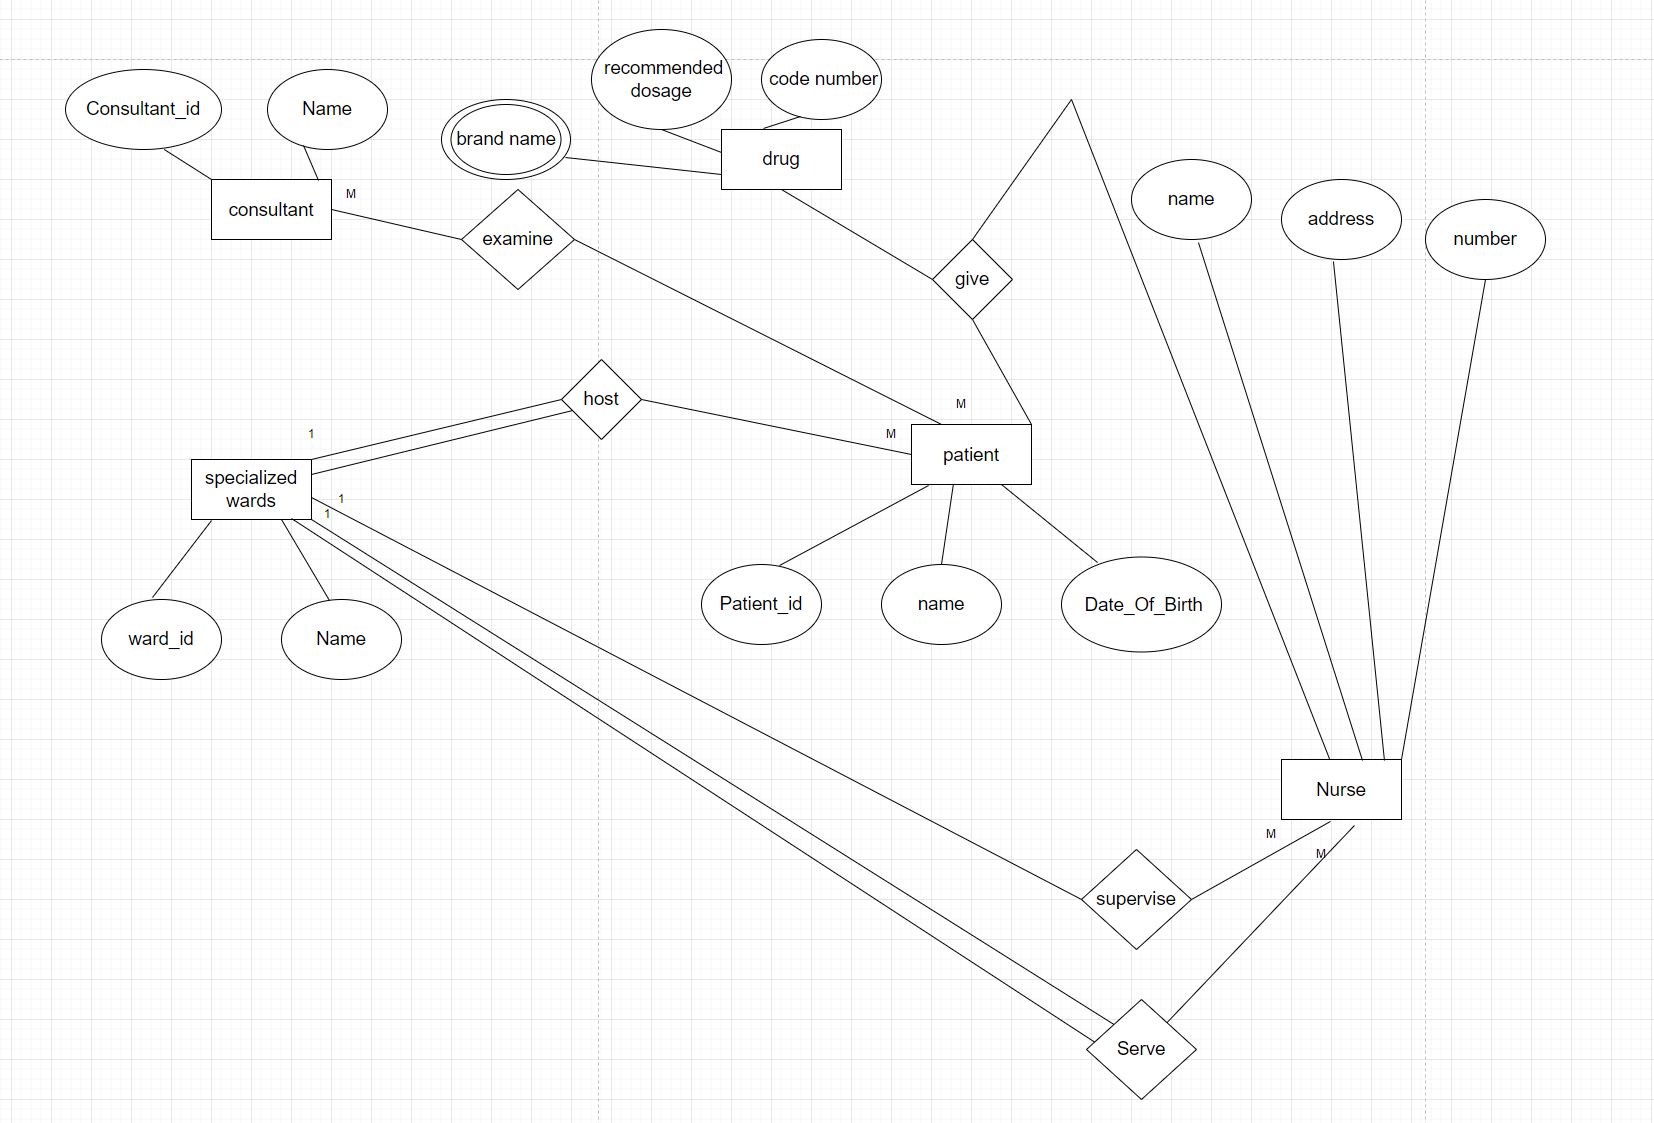 recommended
dosage
code number
Consultant_id
Name
brand name
drug
M
consultant
examine
name
address
number
give
host
M
1
M
patient
specialized
wards
1
1
Patient_id
name
Date_Of_Birth
ward_id
Name
Nurse
M
M
supervise
Serve